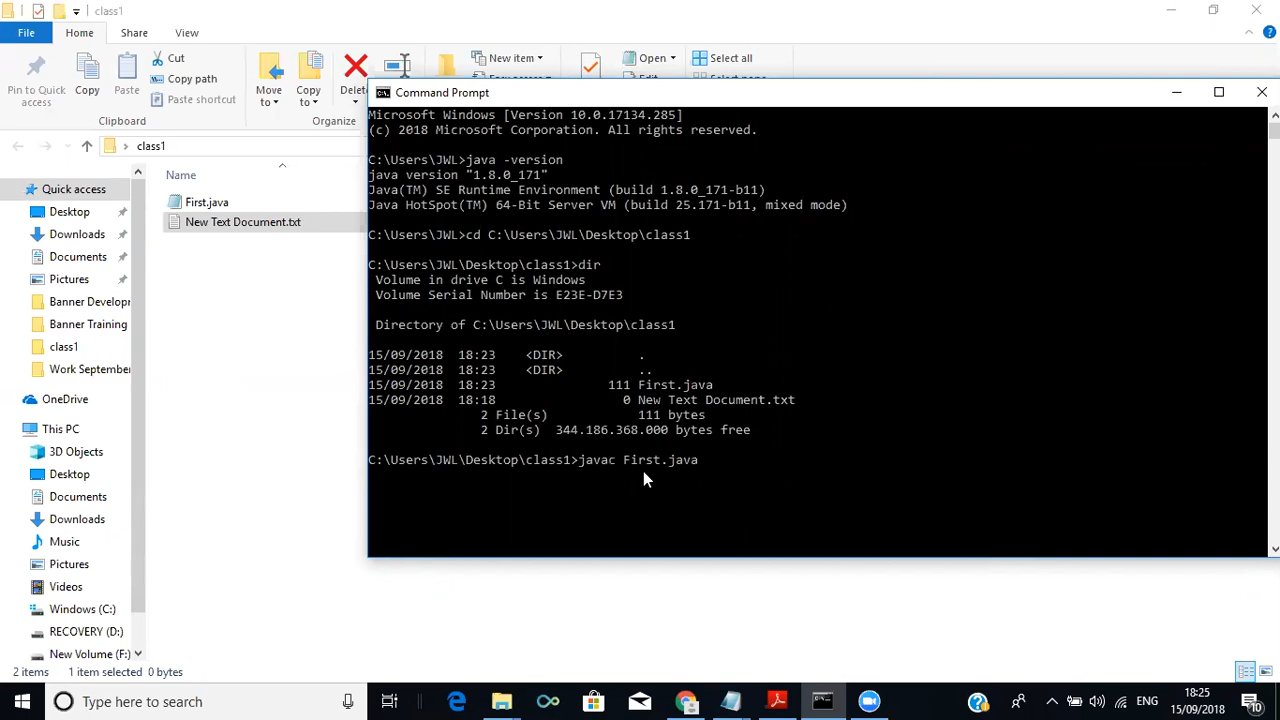 class1
File
Home
Share
View
Pin to Quick access
Copy
Paste
Cut
Copy path
Paste shortcut
Clipboard
Move to
Copy to
Delete
Organize
New item
Open
Edit
Select all
class1
Quick access
Desktop
Downloads
Documents
Pictures
Banner Develop
Banner Training
class1
Work September
OneDrive
This PC
3D Objects
Desktop
Documents
Downloads
Music
Pictures
Videos
Windows (C:)
RECOVERY (D:)
New Volume (F:)
Name
First.java
New Text Document.txt
2 items
1 item selected 0 bytes
Command Prompt
Microsoft Windows [Version 10.0.17134.285]
(c) 2018 Microsoft Corporation. All rights reserved.
C:\Users\JWL>java -version
java version "1.8.0_171"
Java(TM) SE Runtime Environment (build 1.8.0_171-b11)
Java HotSpot(TM) 64-Bit Server VM (build 25.171-b11, mixed mode)
C:\Users\JWL>cd C:\Users\JWL\Desktop\class1
C:\Users\JWL\Desktop\class1>dir
Volume in drive C is Windows
Volume Serial Number is E23E-D7E3
Directory of C:\Users\JWL\Desktop\class1
15/09/2018 18:23 <DIR> .
15/09/2018 18:23 <DIR> ..
15/09/2018 18:23 111 First.java
15/09/2018 18:18 0 New Text Document.txt
2 File(s) 111 bytes
2 Dir(s) 344.186.368.000 bytes free
C:\Users\JWL\Desktop\class1>javac First.java
Type here to search
ENG
18:25
15/09/2018
10